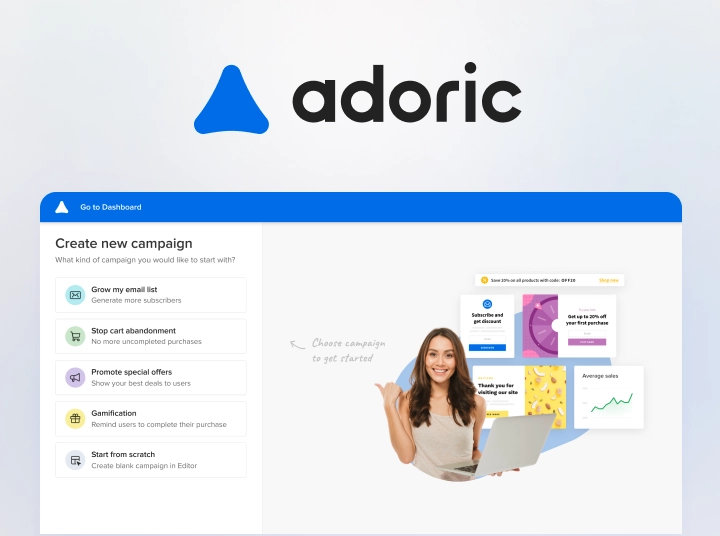 adoric
Go to Dashboard
Create new campaign
What kind of campaign you would like to start with?
Grow my email list
Generate more subscribers
Stop cart abandonment
No more uncompleted purchases
Promote special offers
Show your best deals to users
Gamification
Remind users to complete their purchase
Start from scratch
Create blank campaign in Editor
Choose campaign
to get started
Save 20% on all products with code: OFF20
Shop now
Subscribe and
get discount
Get up to 20% off
your first purchase
Thank you for
visiting our site
Average sales